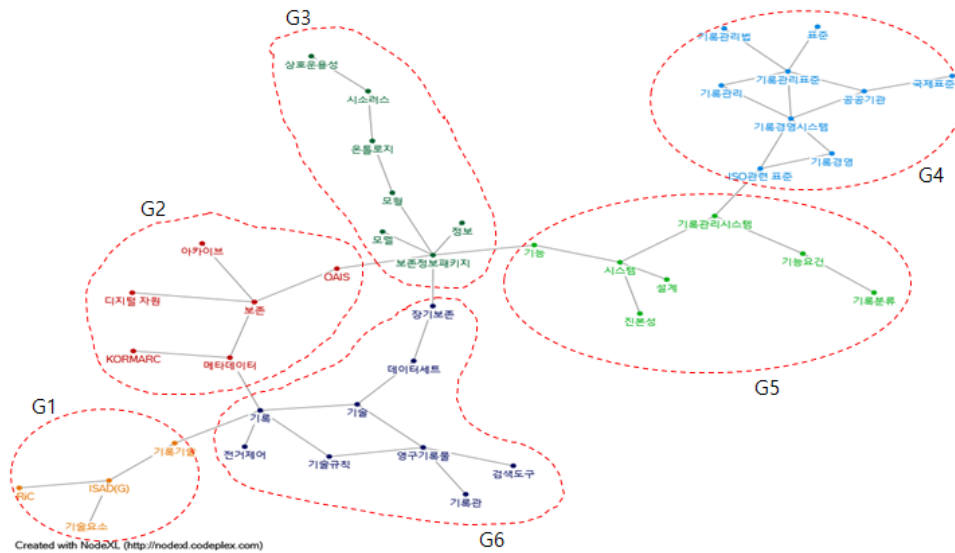 G3
상호운용성
시소러스
온톨로지
모형
모델
정보
보존정보패키지
기록관리법
표준
기록관리표준
국제표준
기록관리
공공기관
기록경영시스템
기록경영
ISO관련 표준
G4
G2
아카이브
OAIS
디지털 자원
보존
KORMARC
메타데이터
기록관리시스템
기능
시스템
기능요건
설계
기록분류
진본성
G5
장기보존
데이터세트
기록
기술
전거제어
기술규칙
영구기록물
검색도구
기록관
G6
G1
기록기술
RiC
ISAD(G)
기술요소
Created with NodeXL (http://nodexl.codeplex.com)